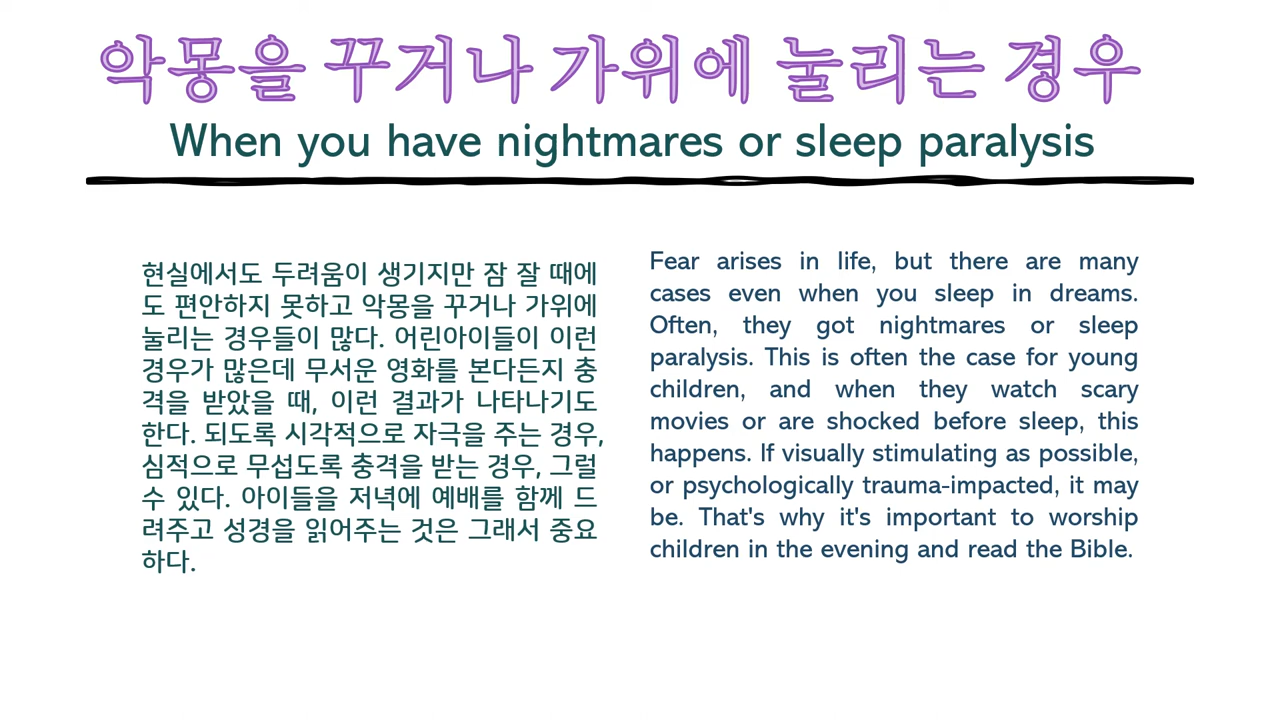 악몽을 꾸거나 가위에 눌리는 경우
When you have nightmares or sleep paralysis
현실에서도 두려움이 생기지만 잠 잘 때에
도 편안하지 못하고 악몽을 꾸거나 가위에
눌리는 경우들이 많다. 어린아이들이 이런
경우가 많은데 무서운 영화를 본다든지 충
격을 받았을 때, 이런 결과가 나타나기도
한다. 되도록 시각적으로 자극을 주는 경우,
심적으로 무섭도록 충격을 받는 경우, 그럴
수 있다. 아이들을 저녁에 예배를 함께 드
려주고 성경을 읽어주는 것은 그래서 중요
하다.
Fear arises in life, but there are many
cases even when you sleep in dreams.
Often, they got nightmares or sleep
paralysis. This is often the case for young
children, and when they watch scary
movies or are shocked before sleep, this
happens. If visually stimulating as possible,
or psychologically trauma-impacted, it may
be. That's why it's important to worship
children in the evening and read the Bible.